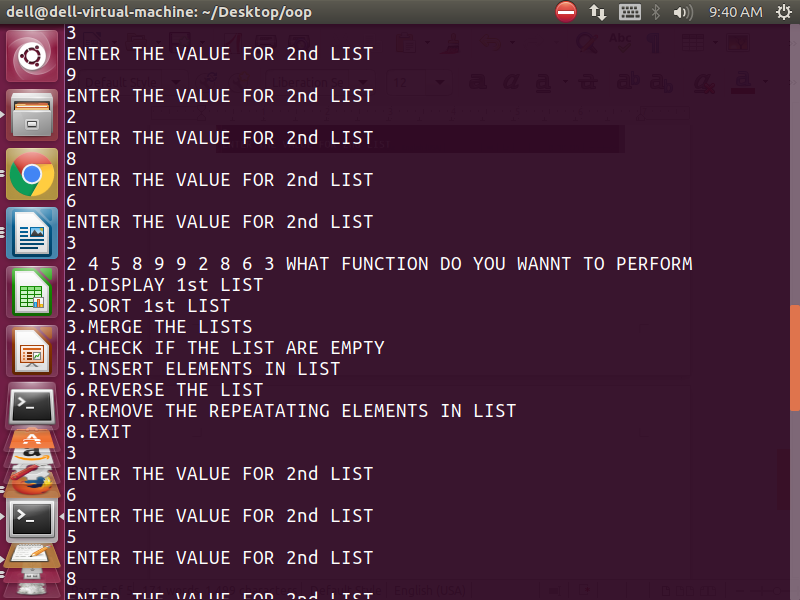 dell@dell-virtual-machine: ~/Desktop/oop
9:40 AM
3
ENTER THE VALUE FOR 2nd LIST
9
ENTER THE VALUE FOR 2nd LIST
2
ENTER THE VALUE FOR 2nd LIST
8
ENTER THE VALUE FOR 2nd LIST
6
ENTER THE VALUE FOR 2nd LIST
3
2 4 5 8 9 9 2 8 6 3 WHAT FUNCTION DO YOU WANNT TO PERFORM
1.DISPLAY 1st LIST
2.SORT 1st LIST
3.MERGE THE LISTS
4.CHECK IF THE LIST ARE EMPTY
5.INSERT ELEMENTS IN LIST
6.REVERSE THE LIST
7.REMOVE THE REPEATATING ELEMENTS IN LIST
8.EXIT
3
ENTER THE VALUE FOR 2nd LIST
6
ENTER THE VALUE FOR 2nd LIST
5
ENTER THE VALUE FOR 2nd LIST
8
ENTER THE VALUE FOR 2nd LIST